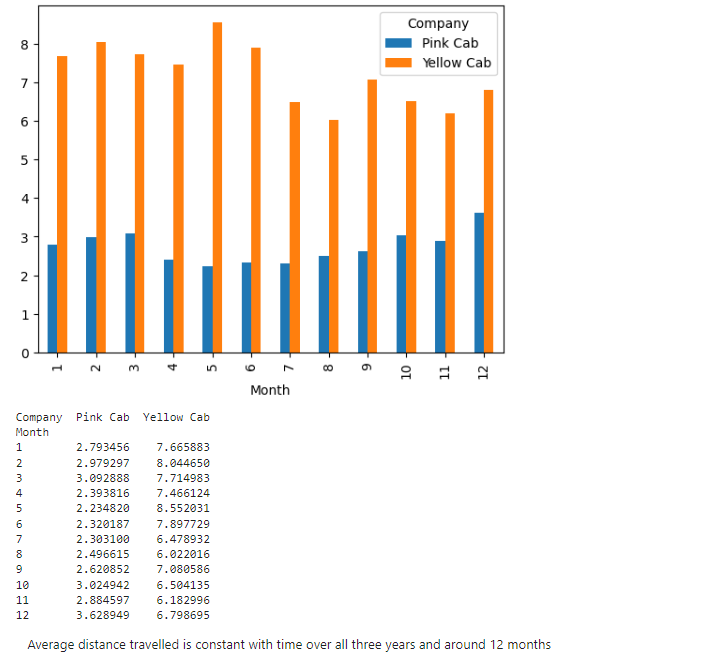 Company
Pink Cab
Yellow Cab
8
7
6
5
4
3
2
1
0
1 2 3 4 5 6 7 8 9 10 11 12
Month
Company Pink Cab Yellow Cab
Month
1 2.793456 7.665883
2 2.979297 8.044650
3 3.092888 7.714983
4 2.393816 7.466124
5 2.234820 8.552031
6 2.320187 7.897729
7 2.303100 6.478932
8 2.496615 6.022016
9 2.620852 7.080586
10 3.024942 6.504135
11 2.884597 6.182996
12 3.628949 6.798695
Average distance travelled is constant with time over all three years and around 12 months